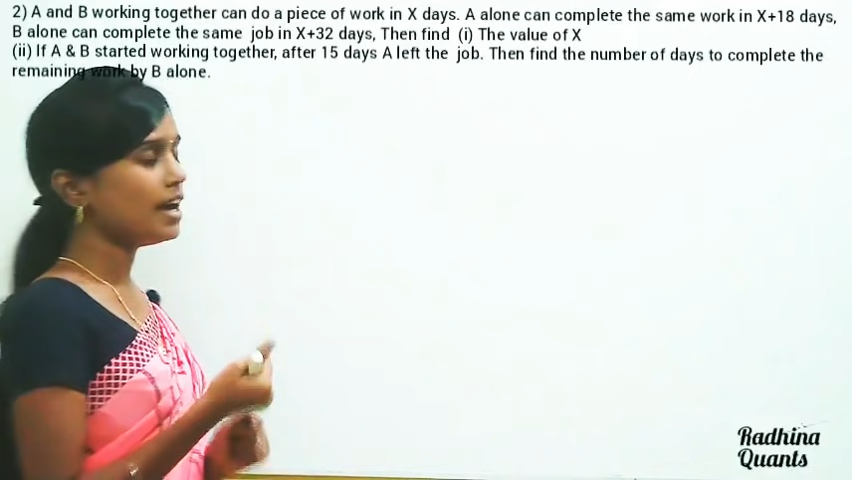 2) A and B working together can do a piece of work in X days. A alone can complete the same work in X+18 days,
B alone can complete the same job in X+32 days, Then find (i) The value of X
(ii) If A & B started working together, after 15 days A left the job. Then find the number of days to complete the
remaining work by B alone.
Radhina
Quants